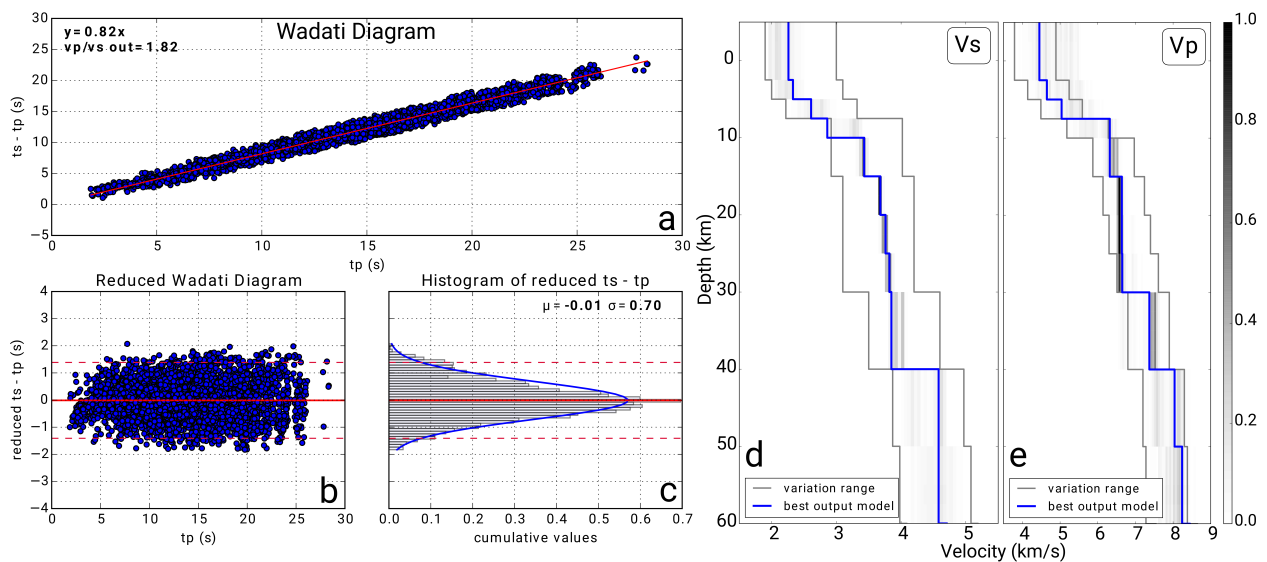 Wadati Diagram
y=0.82x
vp/vs out=1.82
30
25
20
15
10
5
0
−5
ts - tp (s)
0 5 10 15 20 25 30
tp (s)
a
Reduced Wadati Diagram
4
3
2
1
0
−1
−2
−3
−4
reduced ts - tp (s)
0 5 10 15 20 25 30
tp (s)
b
Histogram of reduced ts - tp
μ= -0.01 σ= 0.70
0.0 0.1 0.2 0.3 0.4 0.5 0.6 0.7
cumulative values
c
Vs
0
10
20
30
40
50
60
Depth (km)
d
variation range
best output model
2 3 4 5
Vp
e
variation range
best output model
4 5 6 7 8 9
Velocity (km/s)
1.0
0.8
0.6
0.4
0.2
0.0